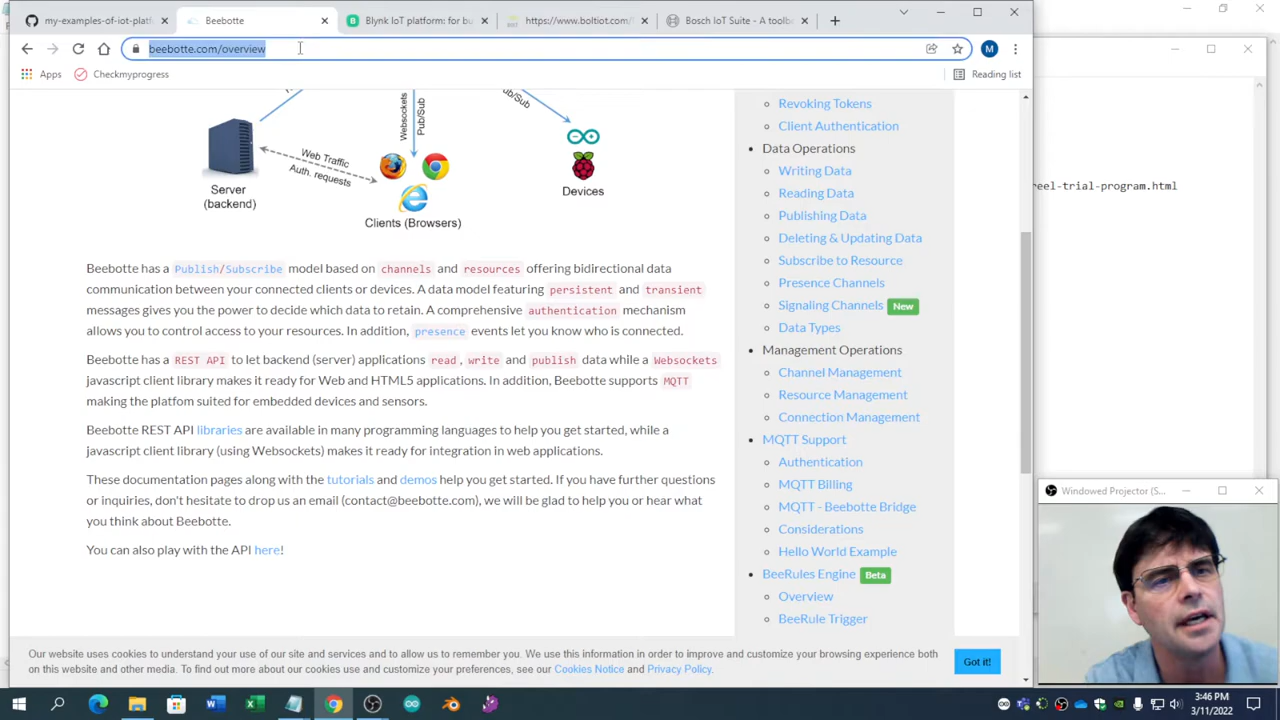 my-examples-of-iot-platf
Beebotte
Blynk IoT platform: for bu
https://www.boltiot.com/
Bosch IoT Suite - A toolbr
beebotte.com/overview
M
Apps
Checkmyprogress
Reading list
Websockets
Pub/Sub
Pub/Sub
Web Traffic
Auth. requests
Server
(backend)
Clients (Browsers)
Devices
Beebotte has a Publish/Subscribe model based on channels and resources offering bidirectional data
communication between your connected clients or devices. A data model featuring persistent and transient
messages gives you the power to decide which data to retain. A comprehensive authentication mechanism
allows you to control access to your resources. In addition, presence events let you know who is connected.
Beebotte has a REST API to let backend (server) applications read, write and publish data while a Websockets
javascript client library makes it ready for Web and HTML5 applications. In addition, Beebotte supports MQTT
making the platfom suited for embedded devices and sensors.
Beebotte REST API libraries are available in many programming languages to help you get started, while a
javascript client library (using Websockets) makes it ready for integration in web applications.
These documentation pages along with the tutorials and demos help you get started. If you have further questions
or inquiries, don't hesitate to drop us an email (contact@beebotte.com), we will be glad to help you or hear what
you think about Beebotte.
You can also play with the API here!
Revoking Tokens
Client Authentication
Data Operations
Writing Data
Reading Data
Publishing Data
Deleting & Updating Data
Subscribe to Resource
Presence Channels
Signaling Channels New
Data Types
Management Operations
Channel Management
Resource Management
Connection Management
MQTT Support
Authentication
MQTT Billing
MQTT - Beebotte Bridge
Considerations
Hello World Example
BeeRules Engine Beta
Overview
BeeRule Trigger
Our website uses cookies to understand your use of our site and services and to allow us to remember you. We use this information in order to improve and customize your browsing experience both
on this website and other media. To find out more about our cookies use and customize your preferences, see our Cookies Notice and Privacy Policy.
Got it!
reel-trial-program.html
Windowed Projector (S...
3:46 PM
3/11/2022